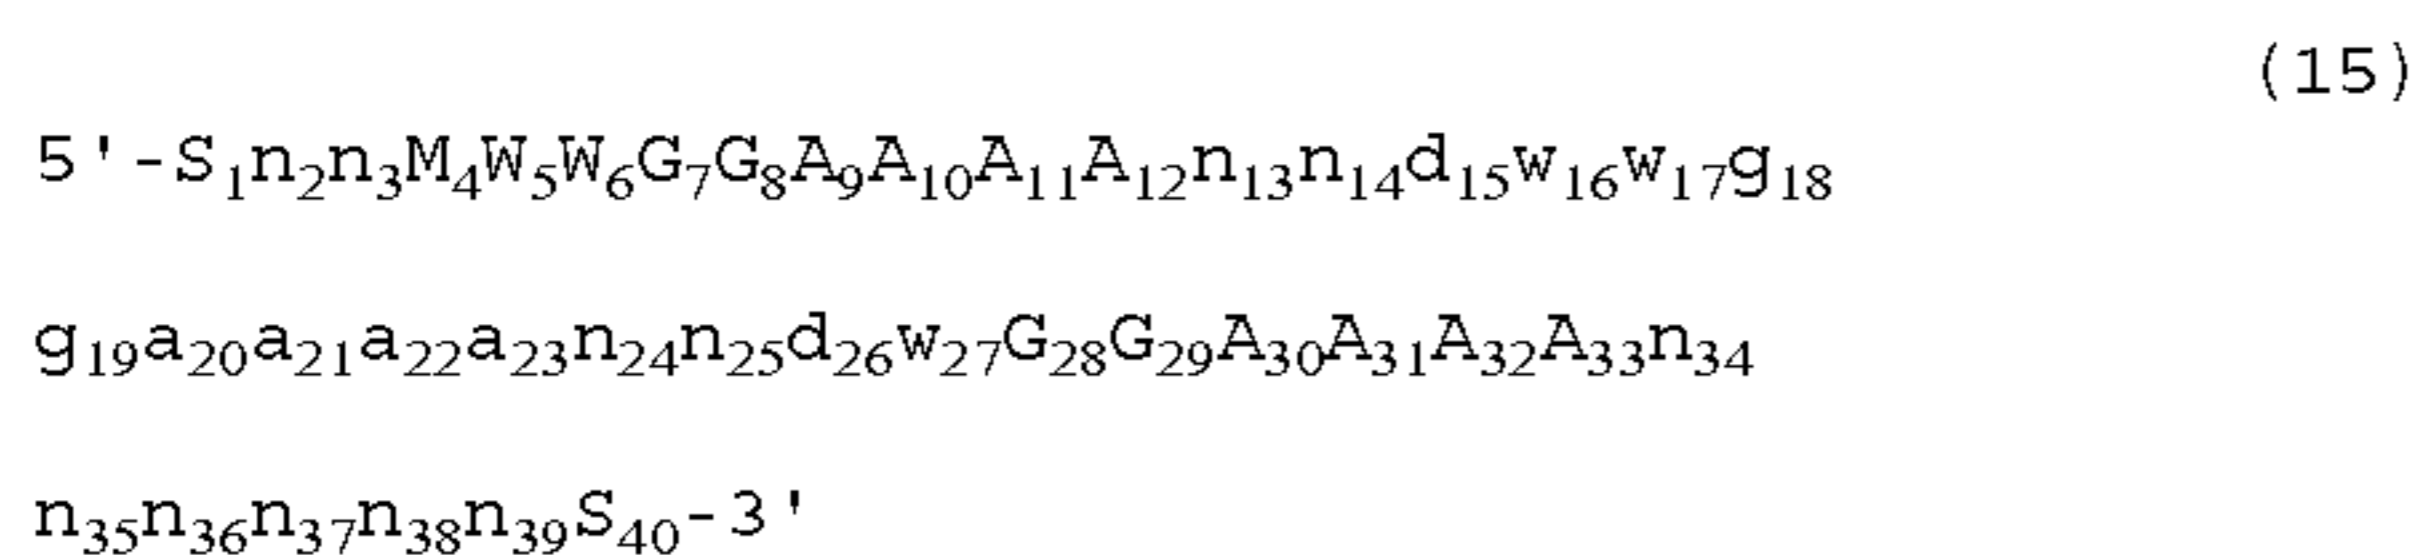 (15)
5'-S₁n₂n₃M₄W₅W₆G₇G₈A₉A₁₀A₁₁A₁₂n₁₃n₁₄d₁₅w₁₆w₁₇g₁₈
g₁₉a₂₀a₂₁a₂₂a₂₃n₂₄n₂₅d₂₆w₂₇G₂₈G₂₉A₃₀A₃₁A₃₂A₃₃n₃₄
n₃₅n₃₆n₃₇n₃₈n₃₉S₄₀-3'